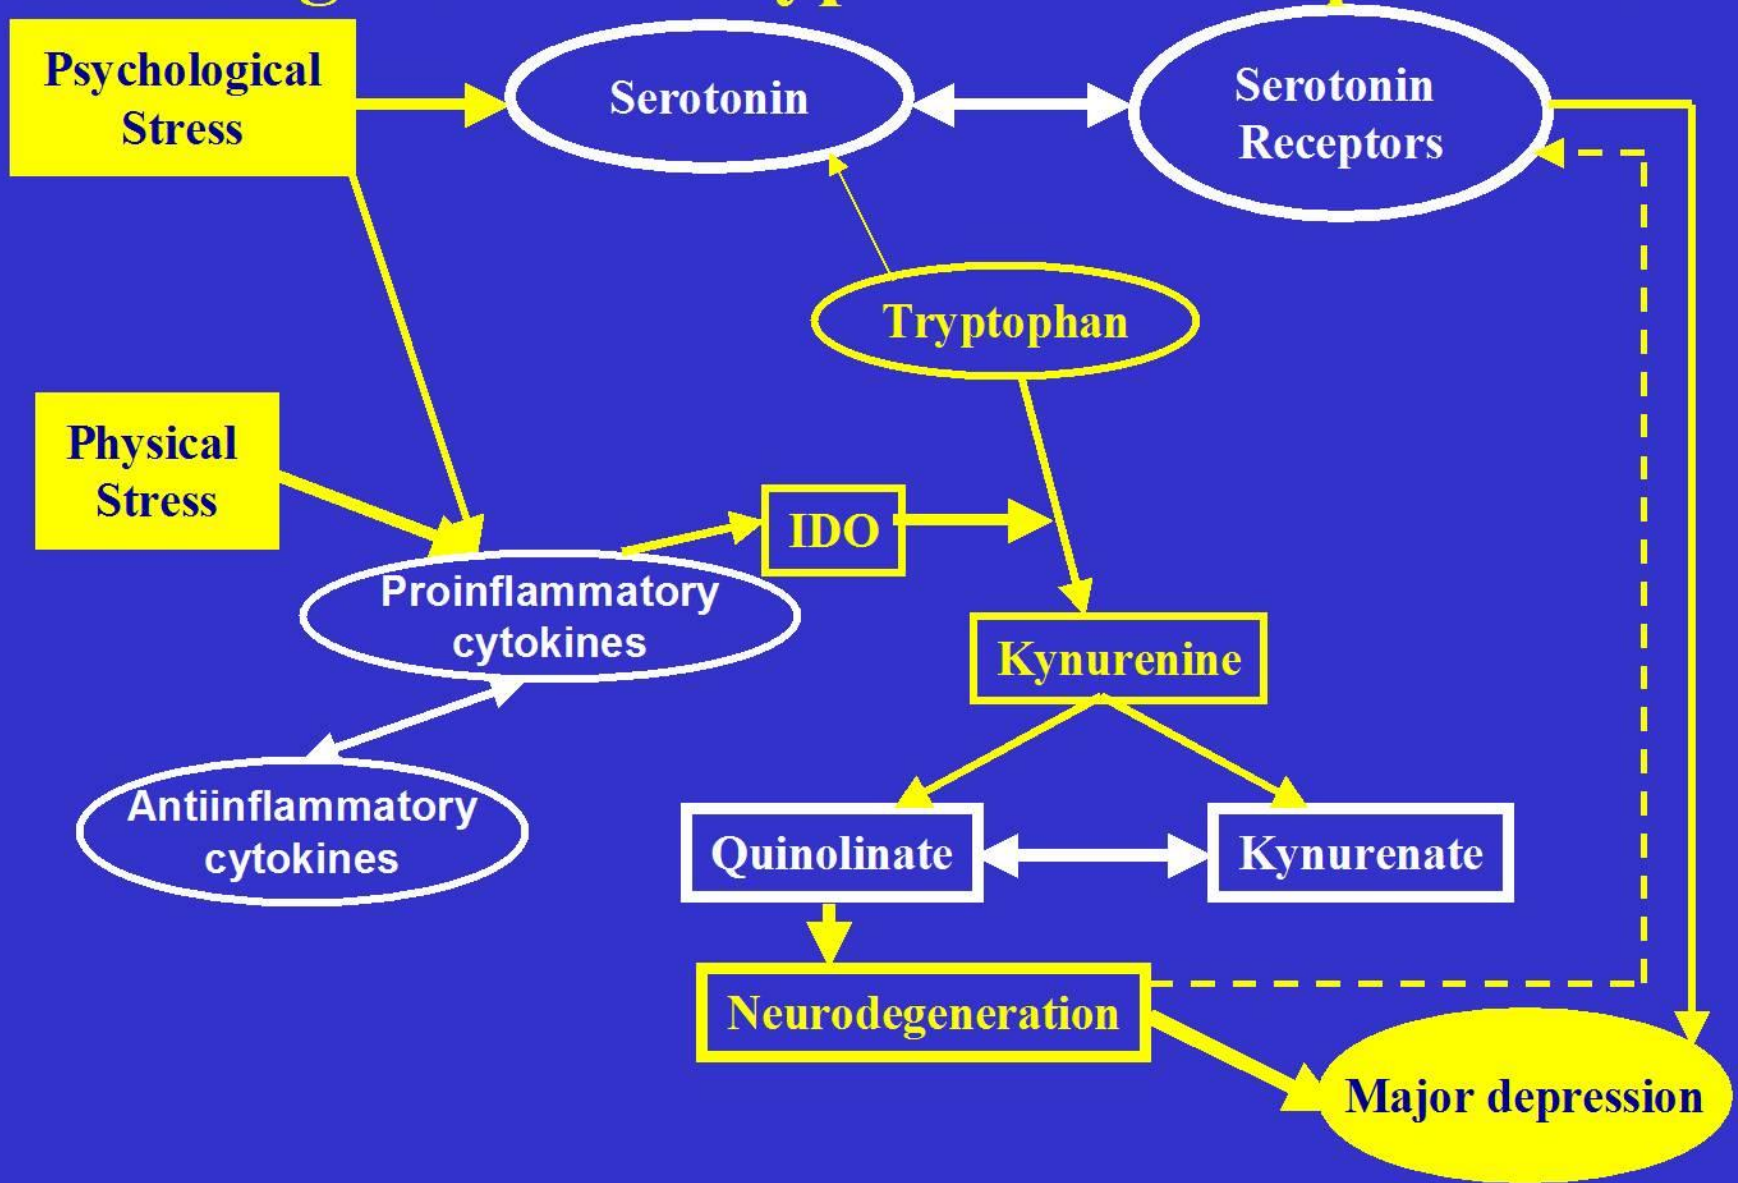 Psychological
Stress
Serotonin
Serotonin
Receptors
Tryptophan
Physical
Stress
IDO
Proinflammatory
cytokines
Kynurenine
Antiinflammatory
cytokines
Quinolinate
Kynurenate
Neurodegeneration
Major depression